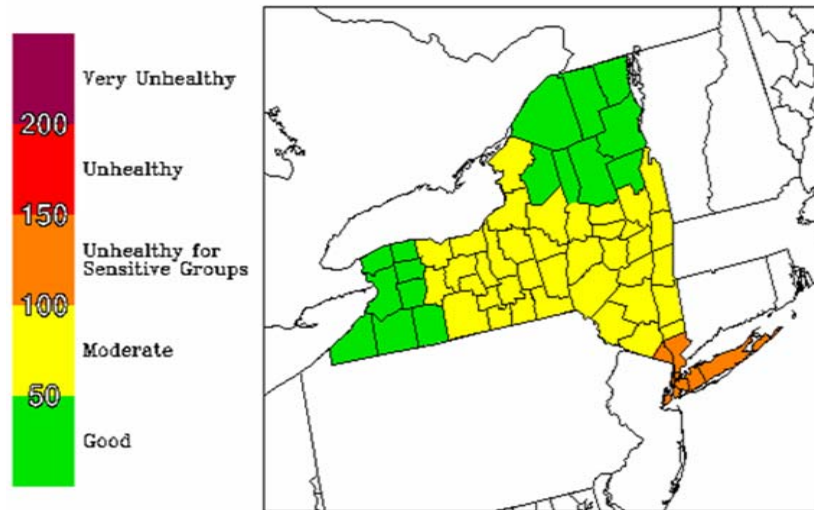 Very Unhealthy
200
Unhealthy
150
Unhealthy for
Sensitive Groups
100
Moderate
50
Good